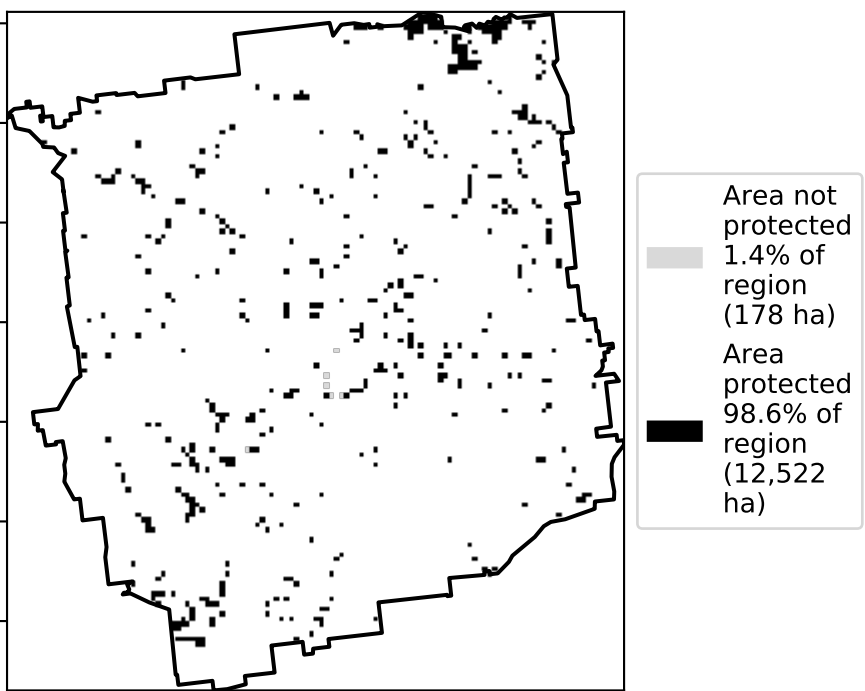 Area not
protected
1.4% of
region
(178 ha)
Area
protected
98.6% of
region
(12,522
ha)